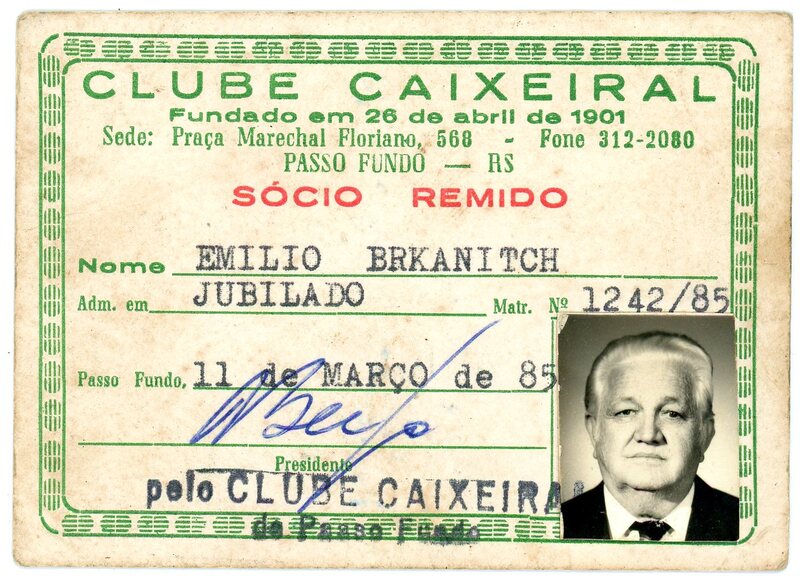 CLUBE CAIXEIRAL
Fundado em 26 de abril de 1901
Sede: Praça Marechal Floriano, 568 - Fone 312-2080
PASSO FUNDO — RS
SÓCIO REMIDO
Nome EMILIO BRKANITCH
Adm. em JUBILADO Matr. Nº 1242/85
Passo Fundo, 11 de MARÇO de 85
Presidente
pelo CLUBE CAIXEIRAL
de Passo Fundo